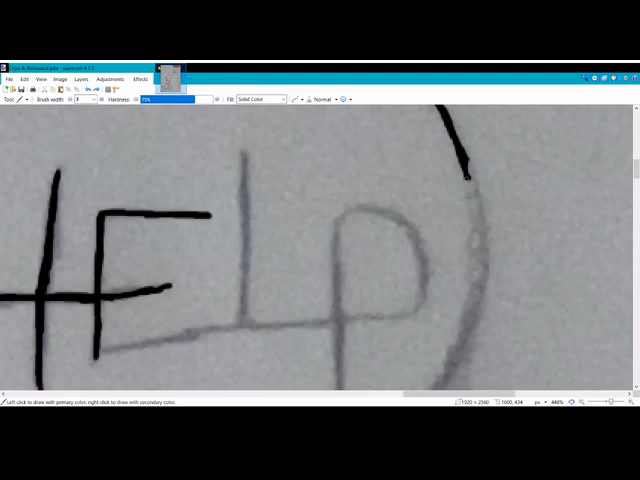 File Edit View Image Layers Adjustments Effects
Tool: Brush width: 3 Hardness: 75% Fill: Solid Color Normal
HELP
Left click to draw with primary color, right click to draw with secondary color. 1920 × 2560 1600, 434 px 448%